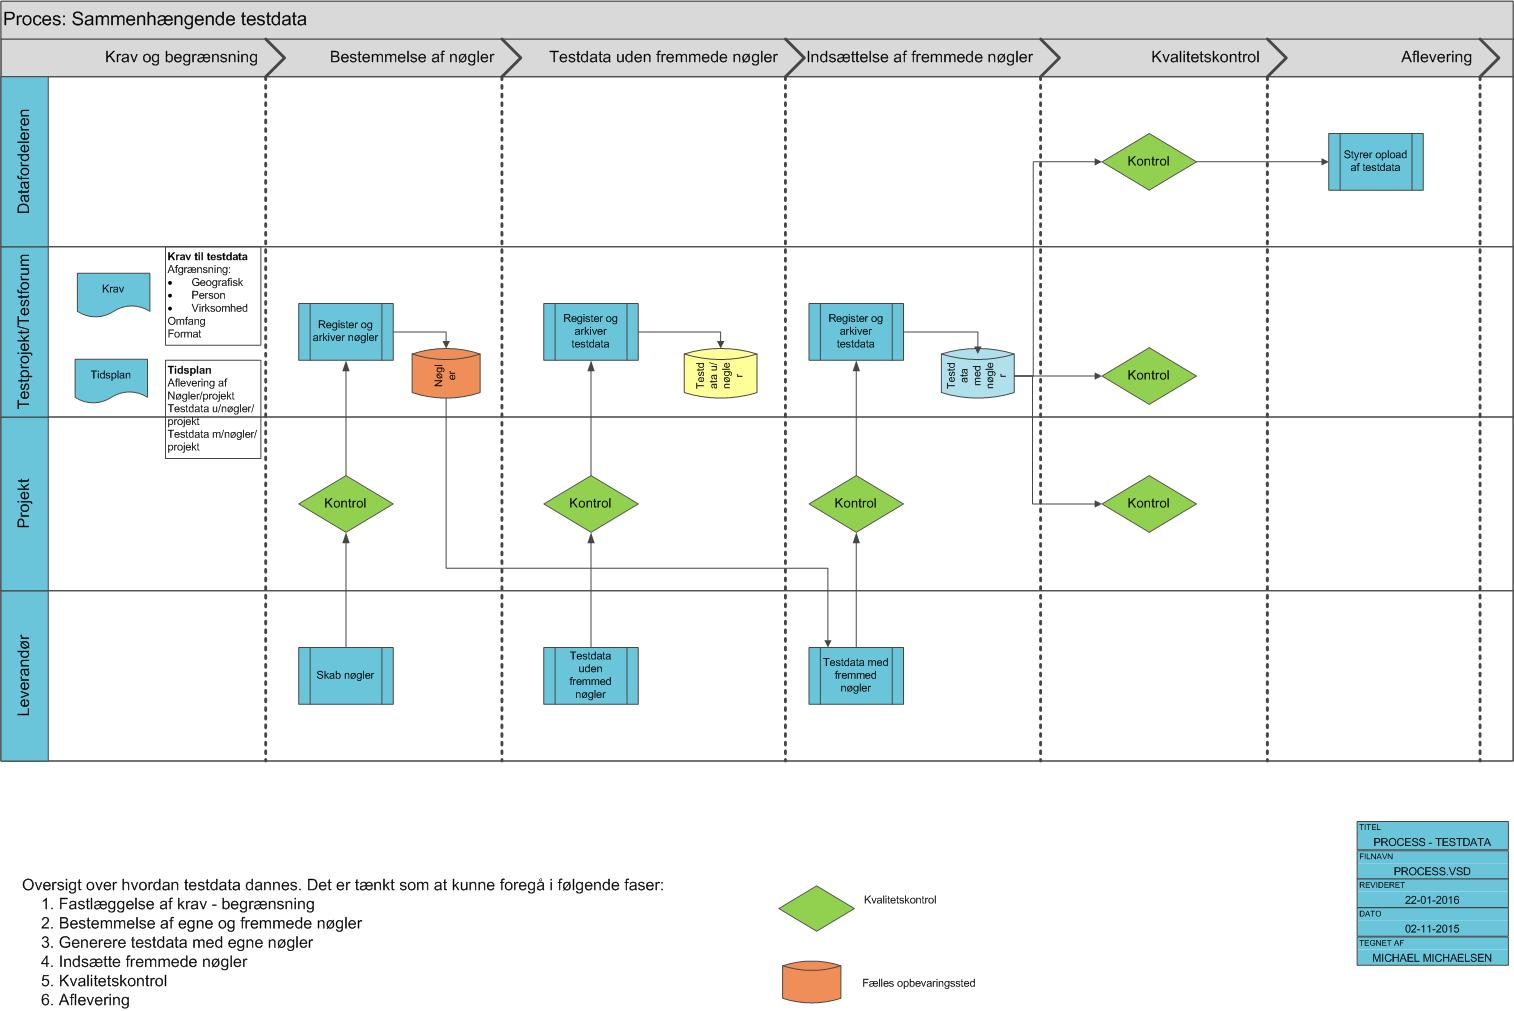 Proces: Sammenhængende testdata
Krav og begrænsning
Bestemmelse af nøgler
Testdata uden fremmede nøgler
Indsættelse af fremmede nøgler
Kvalitetskontrol
Aflevering
Datafordeleren
Kontrol
Styrer opload
af testdata
Testprojekt/Testforum
Krav
Krav til testdata
Afgrænsning:
• Geografisk
• Person
• Virksomhed
Omfang
Format
Tidsplan
Tidsplan
Aflevering af
Nøgler/projekt
Testdata u/nøgler/
projekt
Testdata m/nøgler/
projekt
Register og
arkiver nøgler
Nøgl
er
Register og
arkiver
testdata
Testd
ata u/
nøgle
r
Register og
arkiver
testdata
Testd
ata
med
nøgle
r
Kontrol
Projekt
Kontrol
Kontrol
Kontrol
Kontrol
Leverandør
Skab nøgler
Testdata
uden
fremmed
nøgler
Testdata med
fremmed
nøgler
Oversigt over hvordan testdata dannes. Det er tænkt som at kunne foregå i følgende faser:
1. Fastlæggelse af krav - begrænsning
2. Bestemmelse af egne og fremmede nøgler
3. Generere testdata med egne nøgler
4. Indsætte fremmede nøgler
5. Kvalitetskontrol
6. Aflevering
Kvalitetskontrol
Fælles opbevaringssted
TITEL
PROCESS - TESTDATA
FILNAVN
PROCESS.VSD
REVIDERET
22-01-2016
DATO
02-11-2015
TEGNET AF
MICHAEL MICHAELSEN